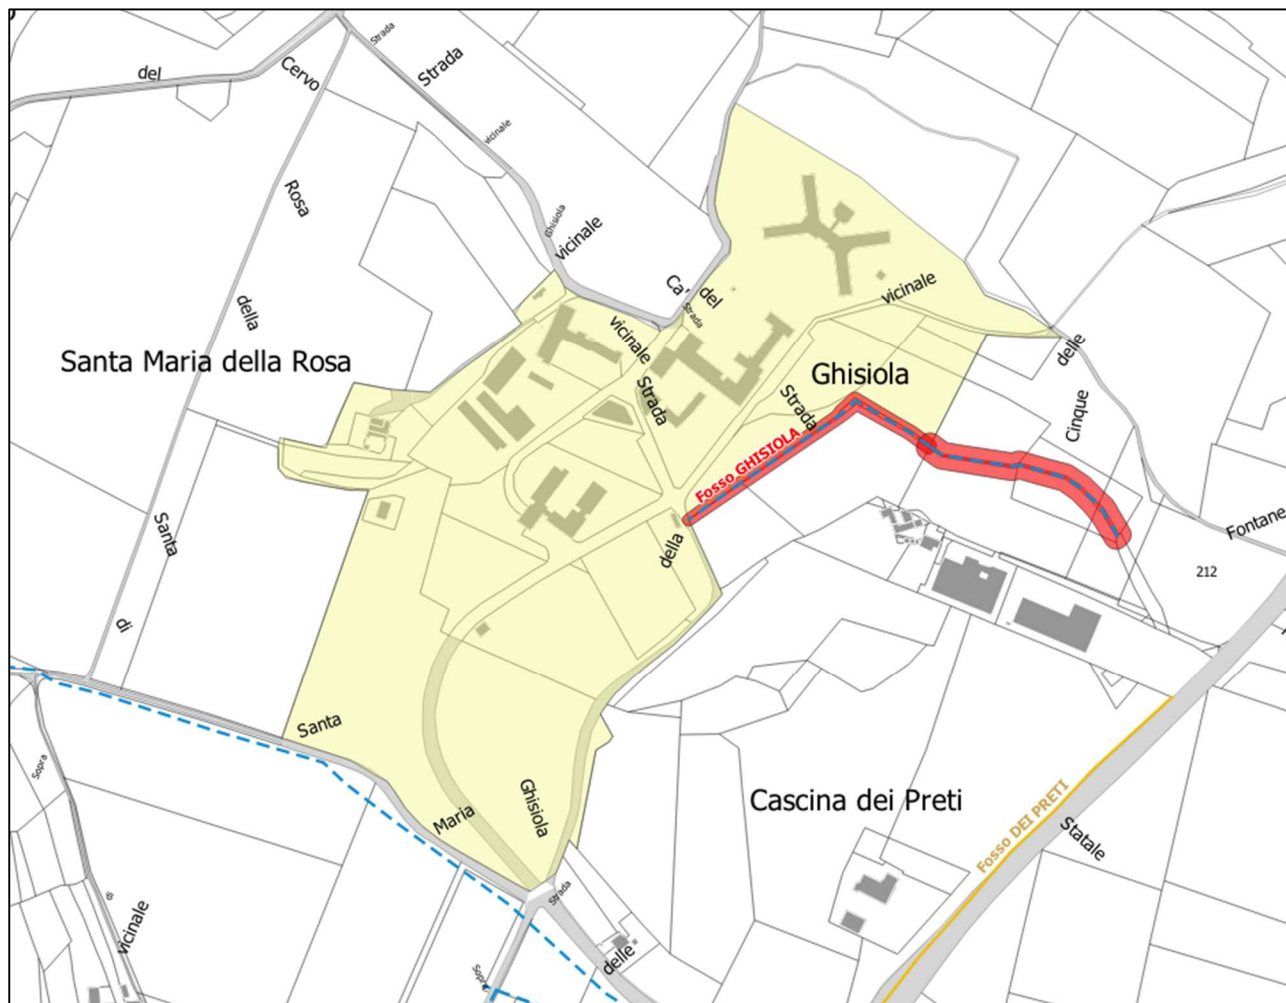 Strada
Strada
del
Cervo
vicinale
Rosa
Ghisiola
vicinale
Ca'
del
vicinale
Strada
della
vicinale
delle
Santa Maria della Rosa
Ghisiola
Strada
Strada
Cinque
Fosso GHISIOLA
Santa
Fontane
della
212
di
Santa
Sopra
Ghisiola
Cascina dei Preti
Maria
Fosso DEI PRETI
Statale
Strada
di
vicinale
delle
Sopra